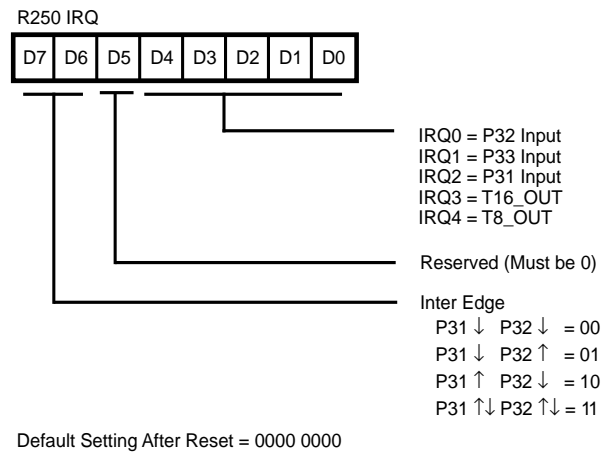 R250 IRQ
D7 D6 D5 D4 D3 D2 D1 D0
IRQ0 = P32 Input
IRQ1 = P33 Input
IRQ2 = P31 Input
IRQ3 = T16_OUT
IRQ4 = T8_OUT
Reserved (Must be 0)
Inter Edge
P31 ↓ P32 ↓ = 00
P31 ↓ P32 ↑ = 01
P31 ↑ P32 ↓ = 10
P31 ↑↓ P32 ↑↓ = 11
Default Setting After Reset = 0000 0000